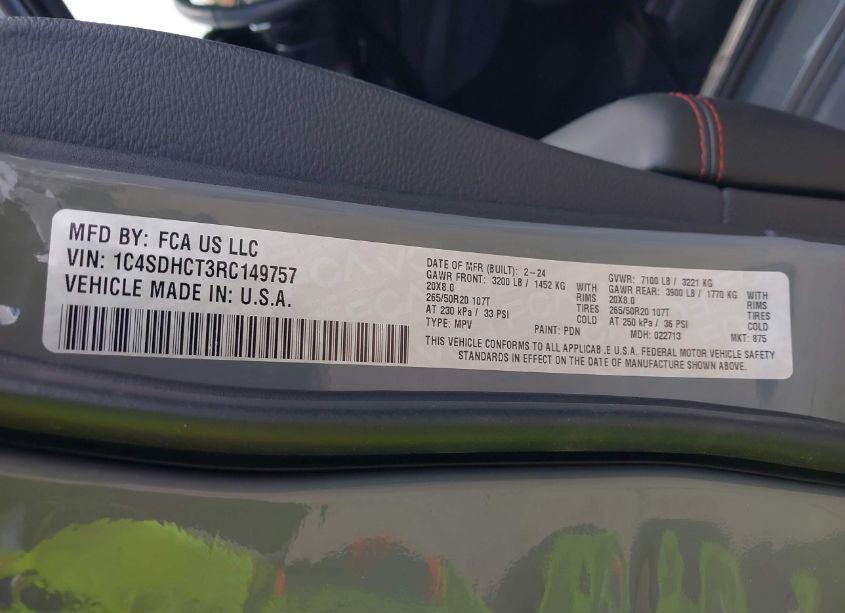 MFD BY: FCA US LLC
VIN: 1C4SDHCT3RC149757
VEHICLE MADE IN: U.S.A.
DATE OF MFR (BUILT): 2-24
GAWR FRONT: 3200 LB / 1452 KG WITH
20X8.0 RIMS
265/50R20 107T TIRES
AT 230 kPa / 33 PSI COLD
TYPE: MPV PAINT: PDN
GVWR: 7100 LB / 3221 KG
GAWR REAR: 3900 LB / 1770 KG WITH
20X8.0 RIMS
265/50R20 107T TIRES
AT 250 kPa / 36 PSI COLD
MDH: 022713 MKT: 875
THIS VEHICLE CONFORMS TO ALL APPLICAB.E U.S.A. FEDERAL MOTOR VEHICLE SAFETY
STANDARDS IN EFFECT ON THE DATE OF MANUFACTURE SHOWN ABOVE.